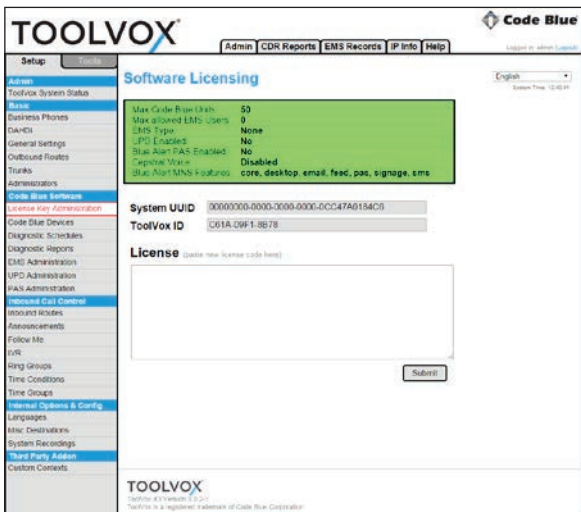 TOOLVOX
Code Blue
Admin CDR Reports EMS Records IP Info Help
Logged in: admin (Logout)
Setup Tools
Admin
ToolVox System Status
Basic
Business Phones
DAHDI
General Settings
Outbound Routes
Trunks
Administrators
Code Blue Software
License Key Administration
Code Blue Devices
Diagnostic Schedules
Diagnostic Reports
EMS Administration
UPD Administration
PAS Administration
Inbound Call Control
Inbound Routes
Announcements
Follow Me
IVR
Ring Groups
Time Conditions
Time Groups
Internal Options & Config
Languages
Misc Destinations
System Recordings
Third Party Addon
Custom Contexts
Software Licensing
English
System Time:
Max Code Blue Units 50
Max allowed EMS Users 0
EMS Type None
UPD Enabled No
Blue Alert PAS Enabled No
Cepstral Voice Disabled
Blue Alert MNS Features core, desktop, email, feed, pas, signage, sms
System UUID 00000000-0000-0000-0000-0CC47A0184C8
ToolVox ID C61A-09F1-8B78
License (paste new license code here)
Submit
TOOLVOX
ToolVox is a registered trademark of Code Blue Corporation